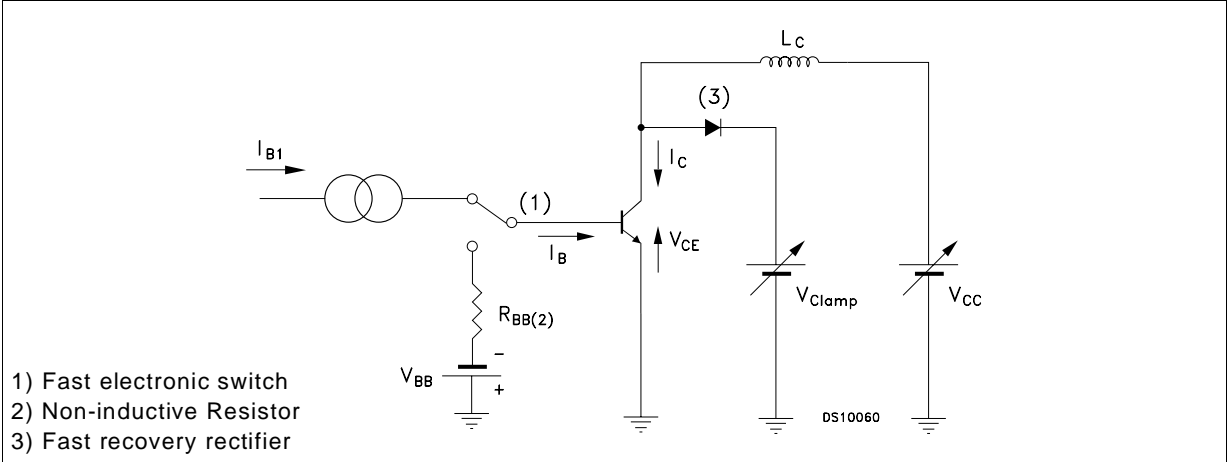 L_C
(3)
I_B1
I_C
(1)
I_B
V_CE
V_Clamp
V_CC
R_BB(2)
-
V_BB
+
DS10060
1) Fast electronic switch
2) Non-inductive Resistor
3) Fast recovery rectifier